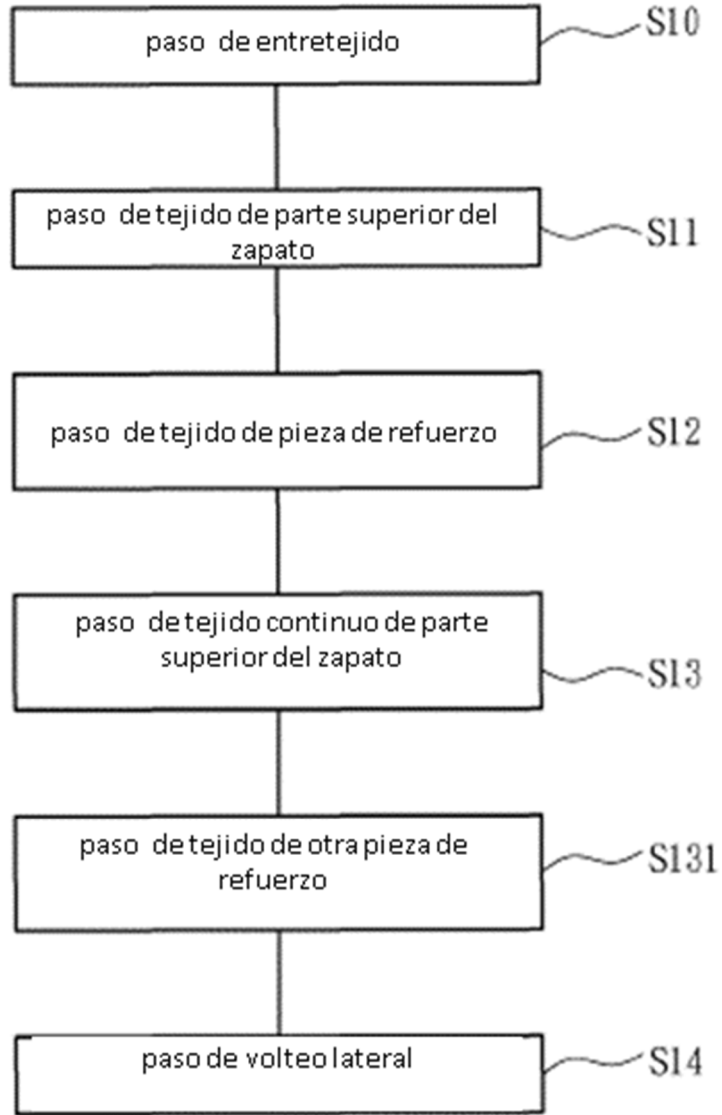 paso de entretejido
S10
paso de tejido de parte superior del
zapato
S11
paso de tejido de pieza de refuerzo
S12
paso de tejido continuo de parte
superior del zapato
S13
paso de tejido de otra pieza de
refuerzo
S131
paso de volteo lateral
S14